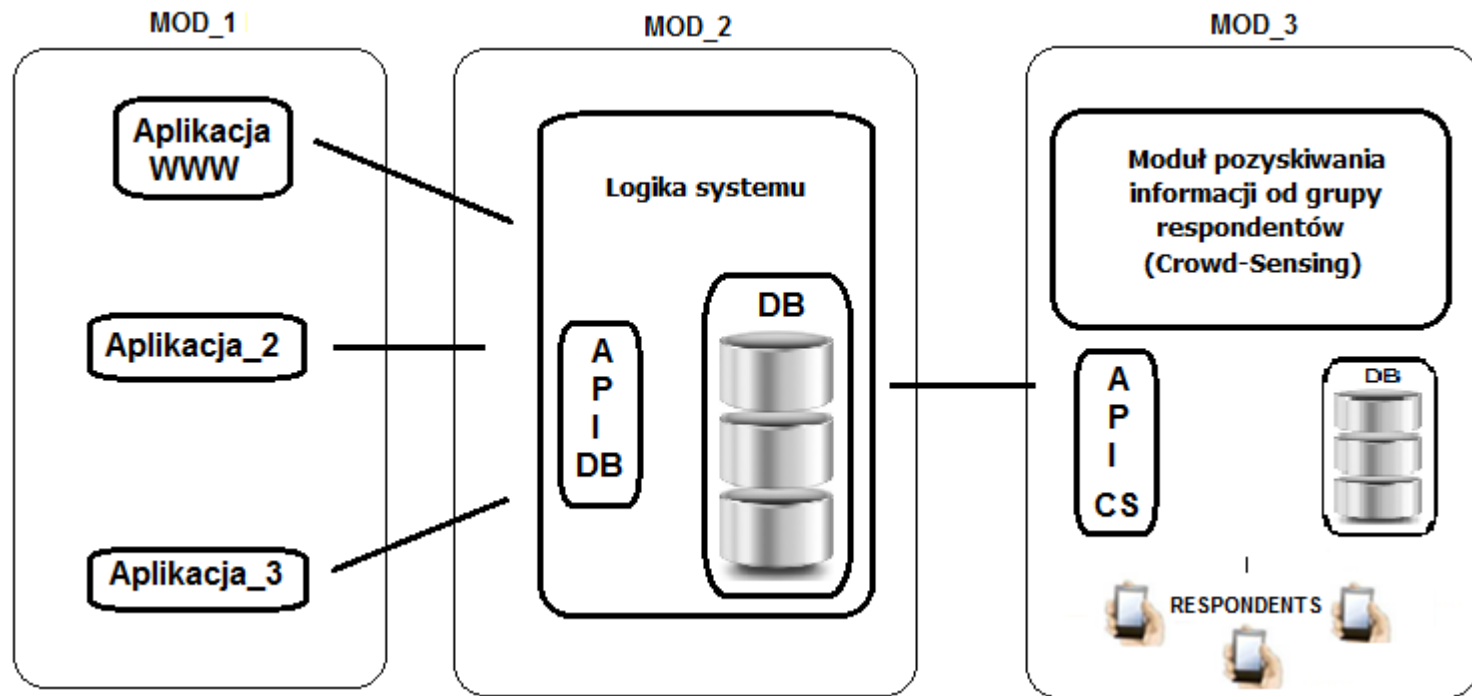 MOD_1
Aplikacja
WWW
Aplikacja_2
Aplikacja_3
MOD_2
Logika systemu
A
P
I
DB
DB
MOD_3
Moduł pozyskiwania
informacji od grupy
respondentów
(Crowd-Sensing)
A
P
I
CS
DB
RESPONDENTS